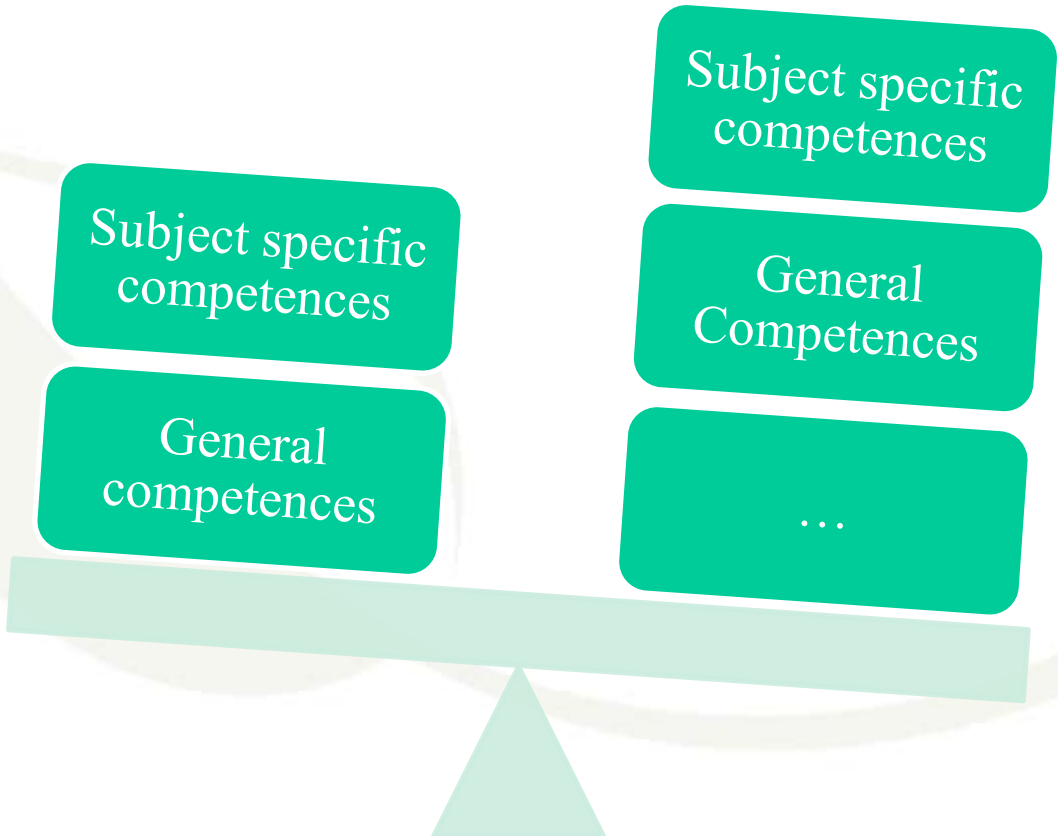 Subject specific
competences
General
competences
Subject specific
competences
General
Competences
…